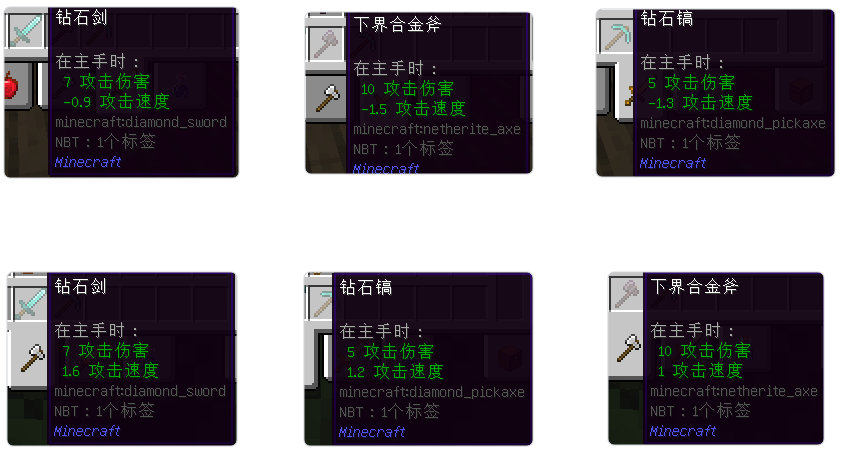 钻石剑
在主手时：
7 攻击伤害
-0.9 攻击速度
minecraft:diamond_sword
NBT：1个标签
Minecraft
下界合金斧
在主手时：
10 攻击伤害
-1.5 攻击速度
minecraft:netherite_axe
NBT：1个标签
Minecraft
钻石镐
在主手时：
5 攻击伤害
-1.3 攻击速度
minecraft:diamond_pickaxe
NBT：1个标签
Minecraft
钻石剑
在主手时：
7 攻击伤害
1.6 攻击速度
minecraft:diamond_sword
NBT：1个标签
Minecraft
钻石镐
在主手时：
5 攻击伤害
1.2 攻击速度
minecraft:diamond_pickaxe
NBT：1个标签
Minecraft
下界合金斧
在主手时：
10 攻击伤害
1 攻击速度
minecraft:netherite_axe
NBT：1个标签
Minecraft